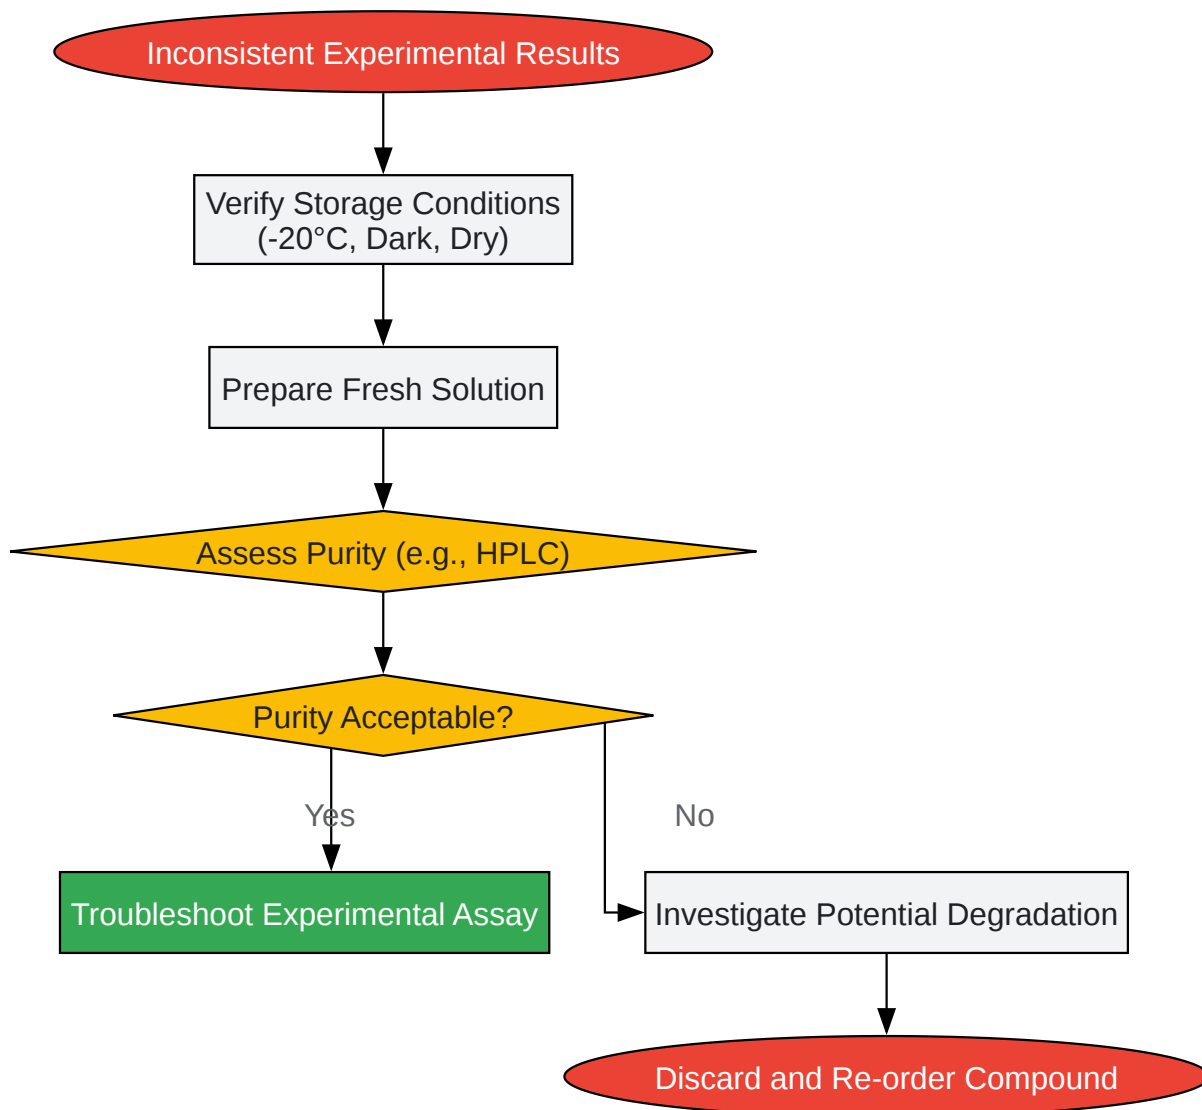 Inconsistent Experimental Results
Verify Storage Conditions
(-20°C, Dark, Dry)
Prepare Fresh Solution
Assess Purity (e.g., HPLC)
Purity Acceptable?
Yes
No
Troubleshoot Experimental Assay
Investigate Potential Degradation
Discard and Re-order Compound